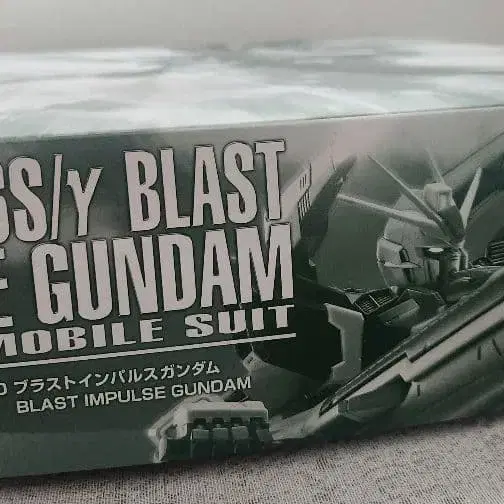 SS/γ BLAST
E GUNDAM
MOBILE SUIT
ブラストインパルスガンダム
BLAST IMPULSE GUNDAM